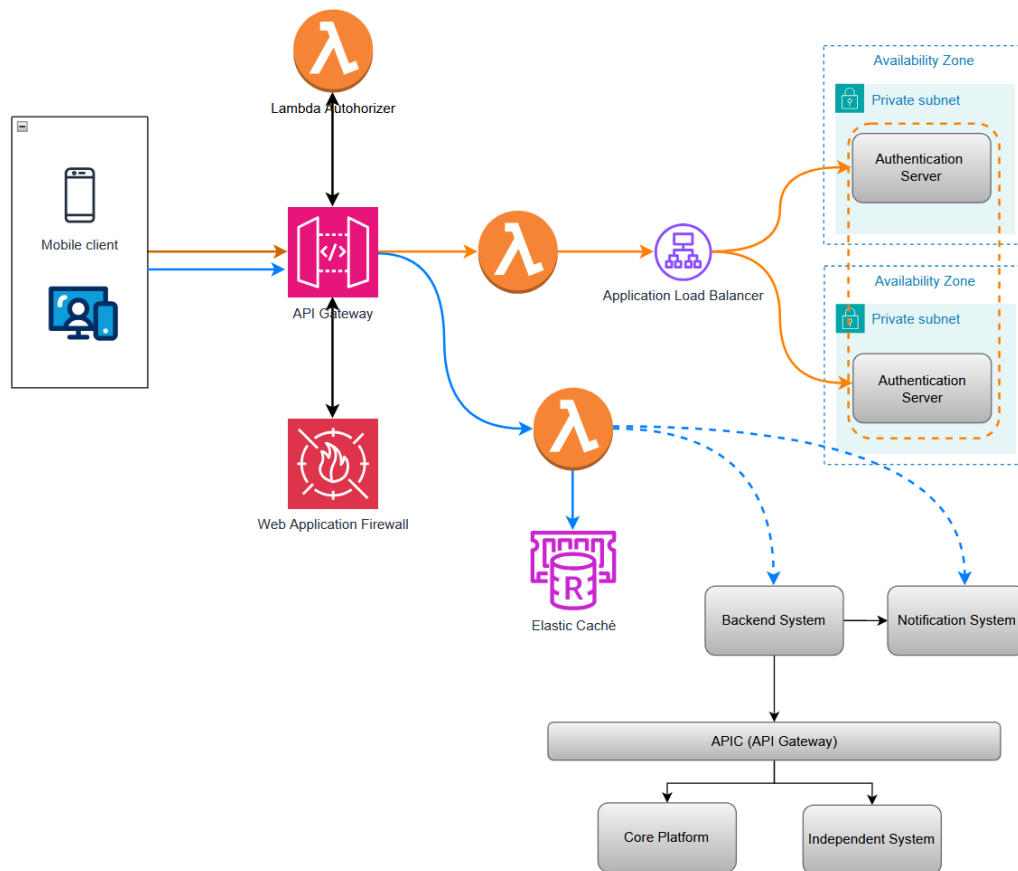 Lambda Autohorizer
Availability Zone
Private subnet
Authentication
Server
Mobile client
API Gateway
Application Load Balancer
Availability Zone
Private subnet
Authentication
Server
Web Application Firewall
R
Elastic Caché
Backend System
Notification System
APIC (API Gateway)
Core Platform
Independent System